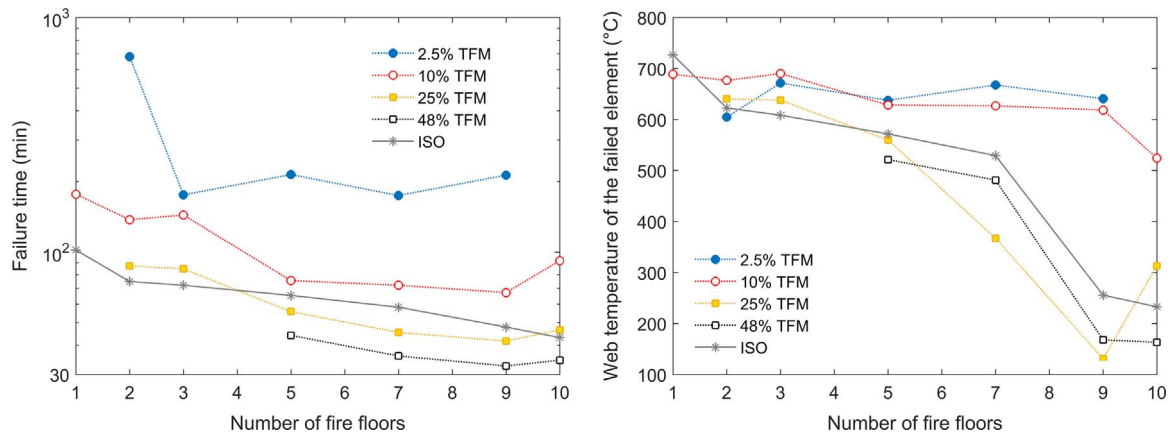 10³
10²
30
Failure time (min)
1 2 3 4 5 6 7 8 9 10
Number of fire floors
2.5% TFM
10% TFM
25% TFM
48% TFM
ISO
800
700
600
500
400
300
200
100
Web temperature of the failed element (°C)
1 2 3 4 5 6 7 8 9 10
Number of fire floors
2.5% TFM
10% TFM
25% TFM
48% TFM
ISO